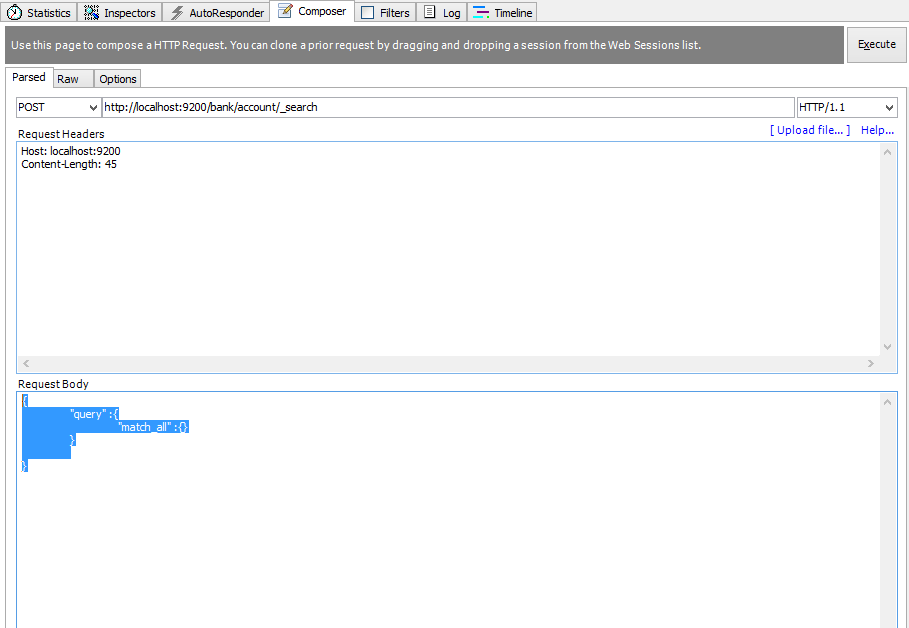 Statistics Inspectors AutoResponder Composer Filters Log Timeline
Use this page to compose a HTTP Request. You can clone a prior request by dragging and dropping a session from the Web Sessions list.
Execute
Parsed Raw Options
POST http://localhost:9200/bank/account/_search HTTP/1.1
[ Upload file... ] Help...
Request Headers
Host: localhost:9200
Content-Length: 45
Request Body
{
"query" :{
"match_all" :{}
}
}